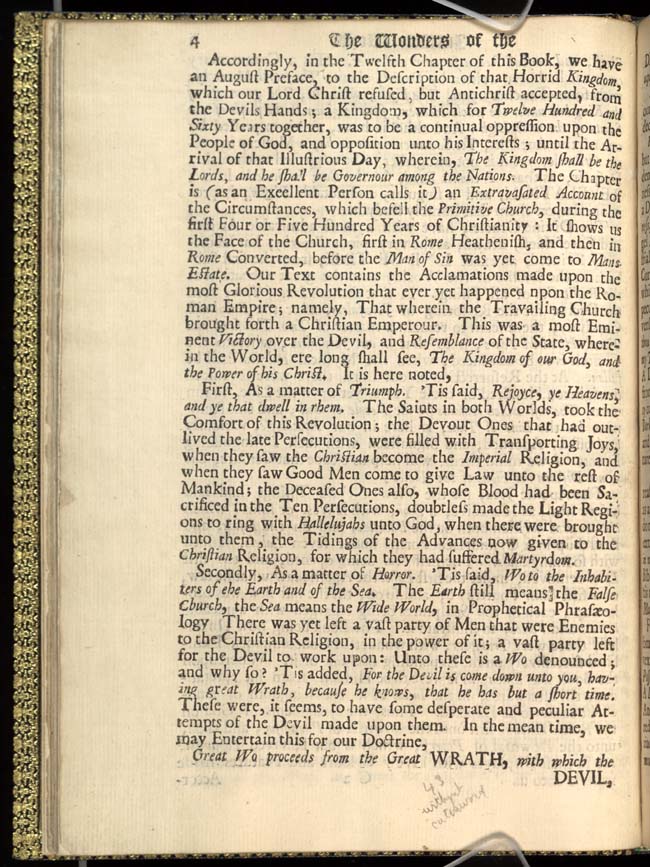 4 The Wonders of the
Accordingly, in the Twelfth Chapter of this Book, we have
an Auguſt Preface, to the Deſcription of that Horrid Kingdom,
which our Lord Chriſt refuſed, but Antichriſt accepted, from
the Devils Hands; a Kingdom, which for Twelve Hundred and
Sixty Years together, was to be a continual oppreſſion upon the
People of God, and oppoſition unto his Intereſts; until the Ar-
rival of that Illuſtrious Day, wherein, The Kingdom ſhall be the
Lords, and he ſhall be Governour among the Nations. The Chapter
is (as an Excellent Perſon calls it) an Extravaſated Account of
the Circumſtances, which befell the Primitive Church, during the
firſt Four or Five Hundred Years of Chriſtianity: It ſhows us
the Face of the Church, firſt in Rome Heatheniſh, and then in
Rome Converted, before the Man of Sin was yet come to Mans
Eſtate. Our Text contains the Acclamations made upon the
moſt Glorious Revolution that ever yet happened npon the Ro-
man Empire; namely, That wherein the Travailing Church
brought forth a Chriſtian Emperour. This was a moſt Emi-
nent Victory over the Devil, and Reſemblance of the State, where-
in the World, ere long ſhall ſee, The Kingdom of our God, and
the Power of his Chriſt. It is here noted,
Firſt, As a matter of Triumph. 'Tis ſaid, Rejoyce, ye Heavens,
and ye that dwell in rhem. The Saints in both Worlds, took the
Comfort of this Revolution; the Devout Ones that had out-
lived the late Perſecutions, were filled with Tranſporting Joys,
when they ſaw the Chriſtian become the Imperial Religion, and
when they ſaw Good Men come to give Law unto the reſt of
Mankind; the Deceaſed Ones alſo, whoſe Blood had been Sa-
crificed in the Ten Perſecutions, doubtleſs made the Light Regi-
ons to ring with Hallelujahs unto God, when there were brought
unto them, the Tidings of the Advances now given to the
Chriſtian Religion, for which they had ſuffered Martyrdom.
Secondly, As a matter of Horror. 'Tis ſaid, Wo to the Inhabi-
ters of ehe Earth and of the Sea. The Earth ſtill means the Falſe
Church, the Sea means the Wide World, in Prophetical Phraſæo-
logy There was yet left a vaſt party of Men that were Enemies
to the Chriſtian Religion, in the power of it; a vaſt party left
for the Devil to work upon: Unto theſe is a Wo denounced;
and why ſo? 'Tis added, For the Devil is come down unto you, hav-
ing great Wrath, becauſe he knows, that he has but a ſhort time.
Theſe were, it ſeems, to have ſome deſperate and peculiar At-
tempts of the Devil made upon them. In the mean time, we
may Entertain this for our Doctrine,
Great Wo proceeds from the Great WRATH, with which the
DEVIL,
43
without
catchword